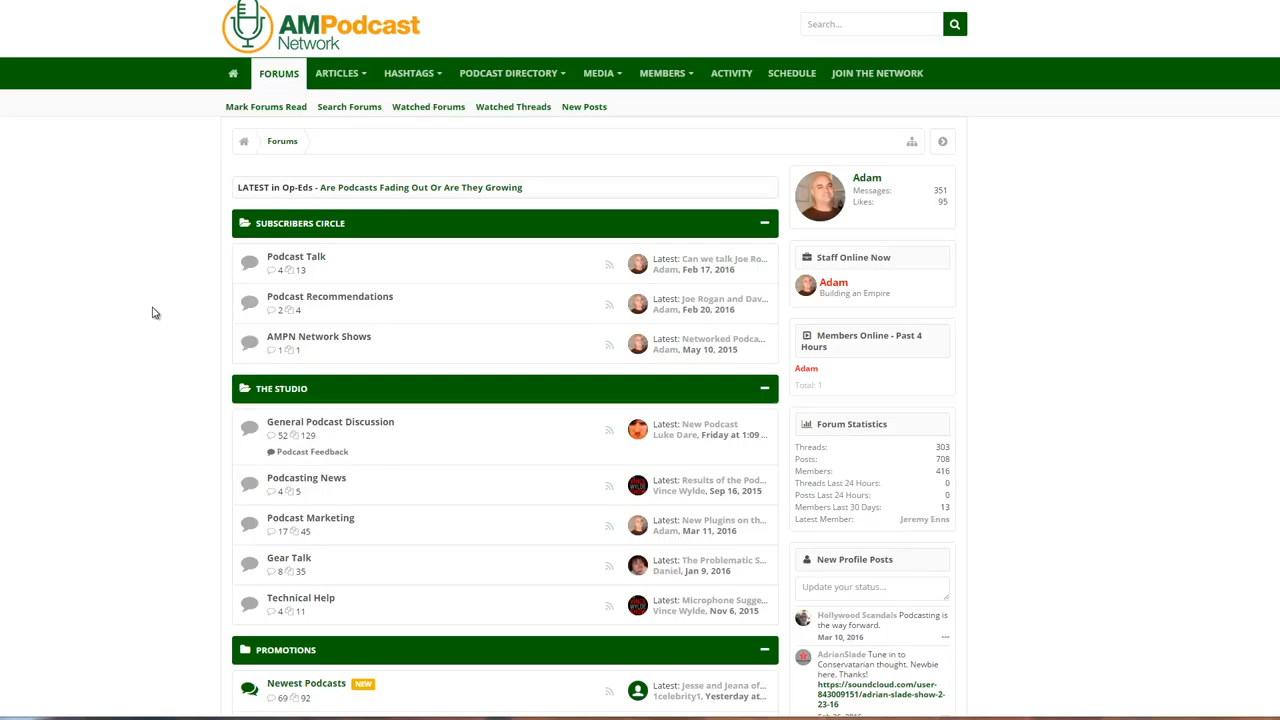 AMPodcast
Network
Search...
FORUMS
ARTICLES
HASHTAGS
PODCAST DIRECTORY
MEDIA
MEMBERS
ACTIVITY
SCHEDULE
JOIN THE NETWORK
Mark Forums Read
Search Forums
Watched Forums
Watched Threads
New Posts
Forums
LATEST in Op-Eds - Are Podcasts Fading Out Or Are They Growing
SUBSCRIBERS CIRCLE
Podcast Talk
4 13
Latest: Can we talk Joe Ro...
Adam, Feb 17, 2016
Podcast Recommendations
2 4
Latest: Joe Rogan and Dav...
Adam, Feb 20, 2016
AMPN Network Shows
1 1
Latest: Networked Podca...
Adam, May 10, 2015
THE STUDIO
General Podcast Discussion
52 129
Podcast Feedback
Latest: New Podcast
Luke Dare, Friday at 1:09 ...
Podcasting News
4 5
Latest: Results of the Pod...
Vince Wylde, Sep 16, 2015
Podcast Marketing
17 45
Latest: New Plugins on th...
Adam, Mar 11, 2016
Gear Talk
8 35
Latest: The Problematic S...
Daniel, Jan 9, 2016
Technical Help
4 11
Latest: Microphone Sugge...
Vince Wylde, Nov 6, 2015
PROMOTIONS
Newest Podcasts NEW
69 92
Latest: Jesse and Jeana of...
1celebrity1, Yesterday at...
Adam
Messages: 351
Likes: 95
Staff Online Now
Adam
Building an Empire
Members Online - Past 4
Hours
Adam
Total: 1
Forum Statistics
Threads: 303
Posts: 708
Members: 416
Threads Last 24 Hours: 0
Posts Last 24 Hours: 0
Members Last 30 Days: 13
Latest Member: Jeremy Enns
New Profile Posts
Update your status...
Hollywood Scandals Podcasting is
the way forward.
Mar 10, 2016
AdrianSlade Tune in to
Conservatarian thought. Newbie
here. Thanks!
https://soundcloud.com/user-
843009151/adrian-slade-show-2-
23-16